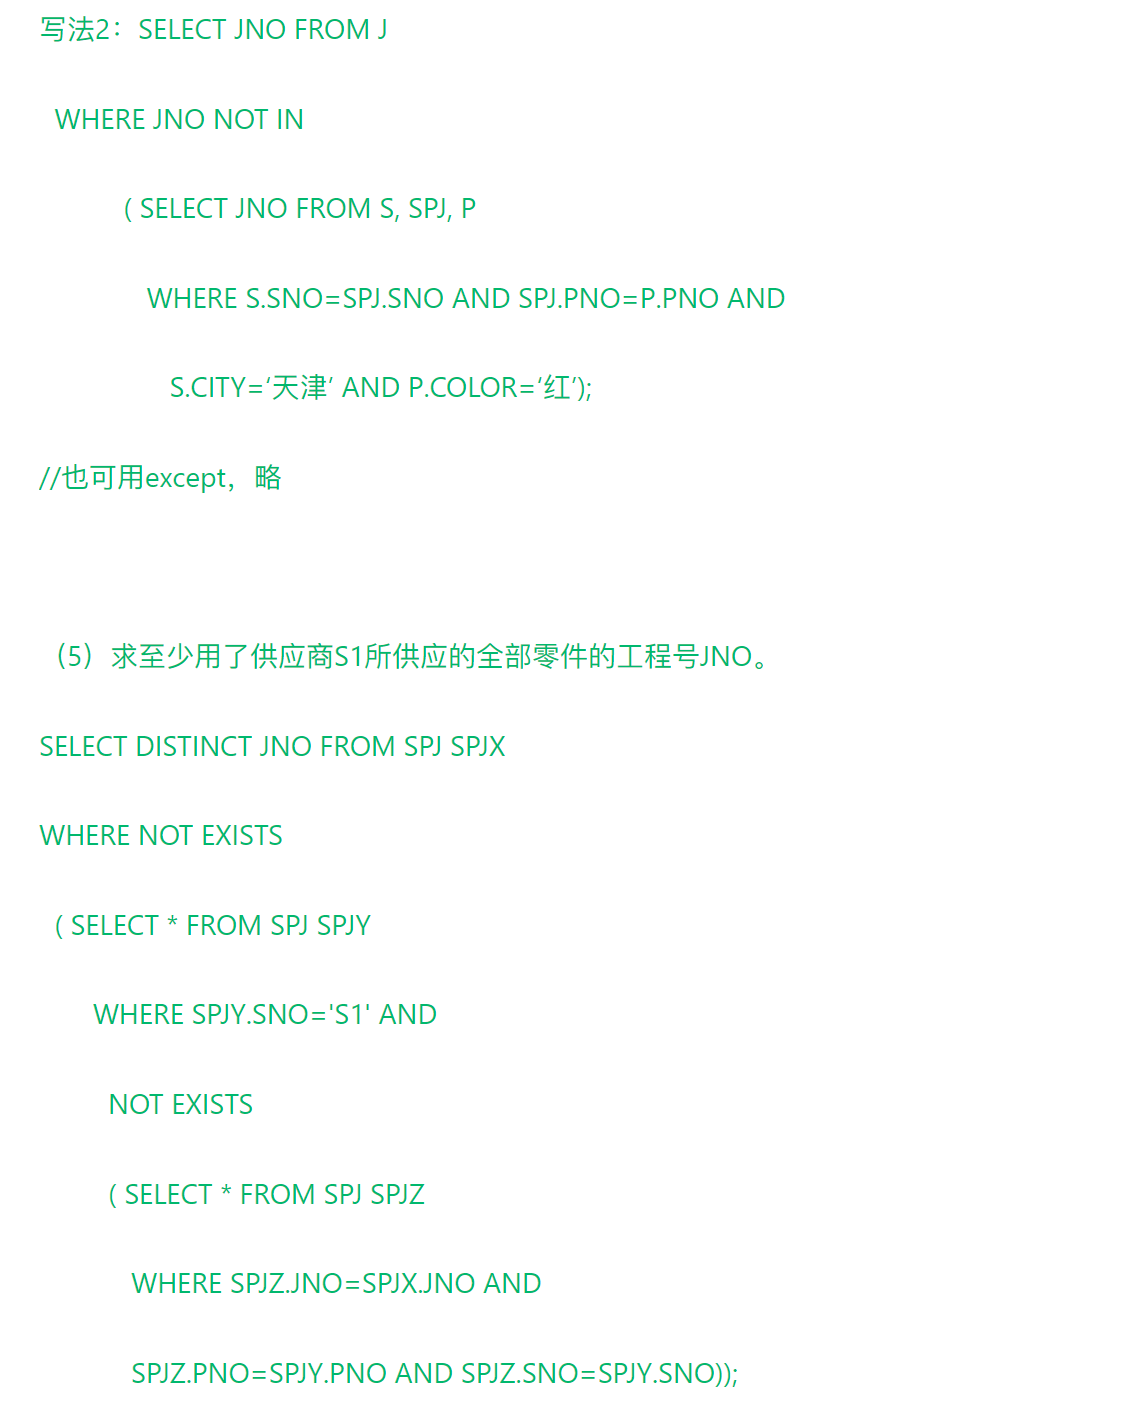 写法2：SELECT JNO FROM J
WHERE JNO NOT IN
( SELECT JNO FROM S, SPJ, P
WHERE S.SNO=SPJ.SNO AND SPJ.PNO=P.PNO AND
S.CITY=‘天津’ AND P.COLOR=‘红’);
//也可用except，略
（5）求至少用了供应商S1所供应的全部零件的工程号JNO。
SELECT DISTINCT JNO FROM SPJ SPJX
WHERE NOT EXISTS
( SELECT * FROM SPJ SPJY
WHERE SPJY.SNO='S1' AND
NOT EXISTS
( SELECT * FROM SPJ SPJZ
WHERE SPJZ.JNO=SPJX.JNO AND
SPJZ.PNO=SPJY.PNO AND SPJZ.SNO=SPJY.SNO));